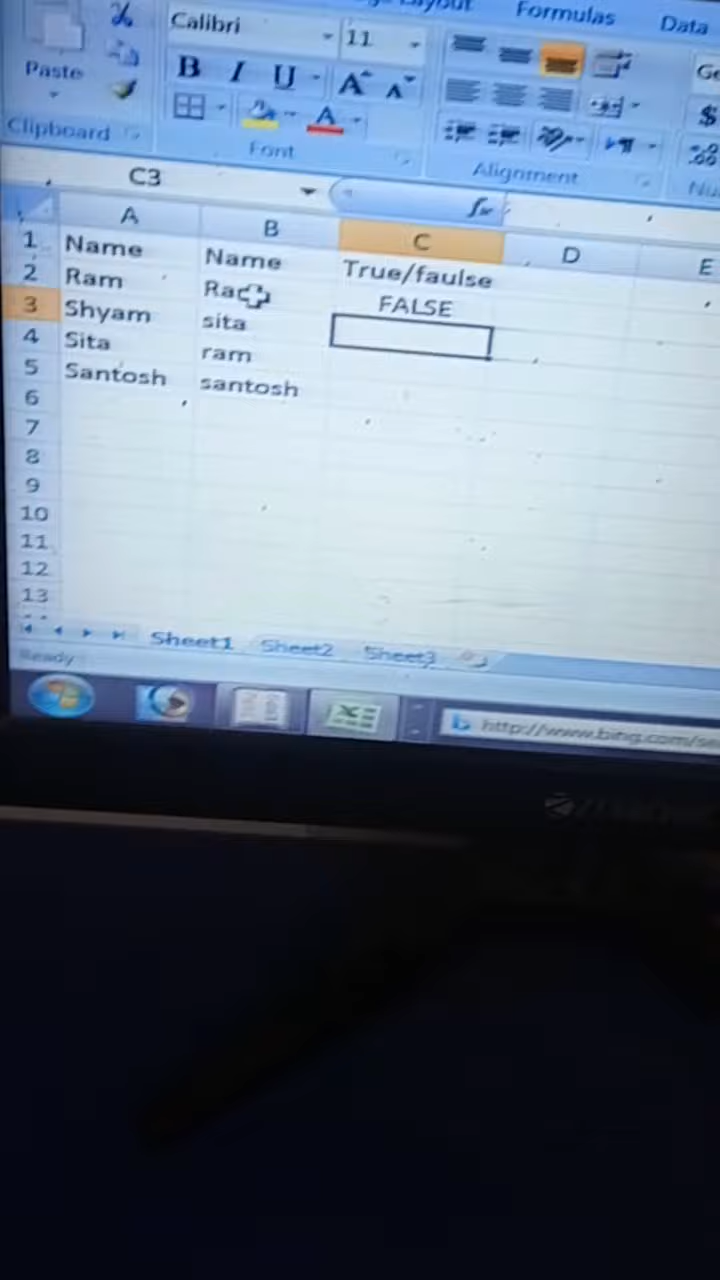 Formulas Data
Calibri 11
Paste B I U A A
Clipboard Font Alignment
C3
A B C D E
1 Name Name True/faulse
2 Ram FALSE
3 Shyam sita
4 Sita ram
5 Santosh santosh
6
7
8
9
10
11
12
13
Sheet1 Sheet2 Sheet3
Ready
http://www.bing.com/se